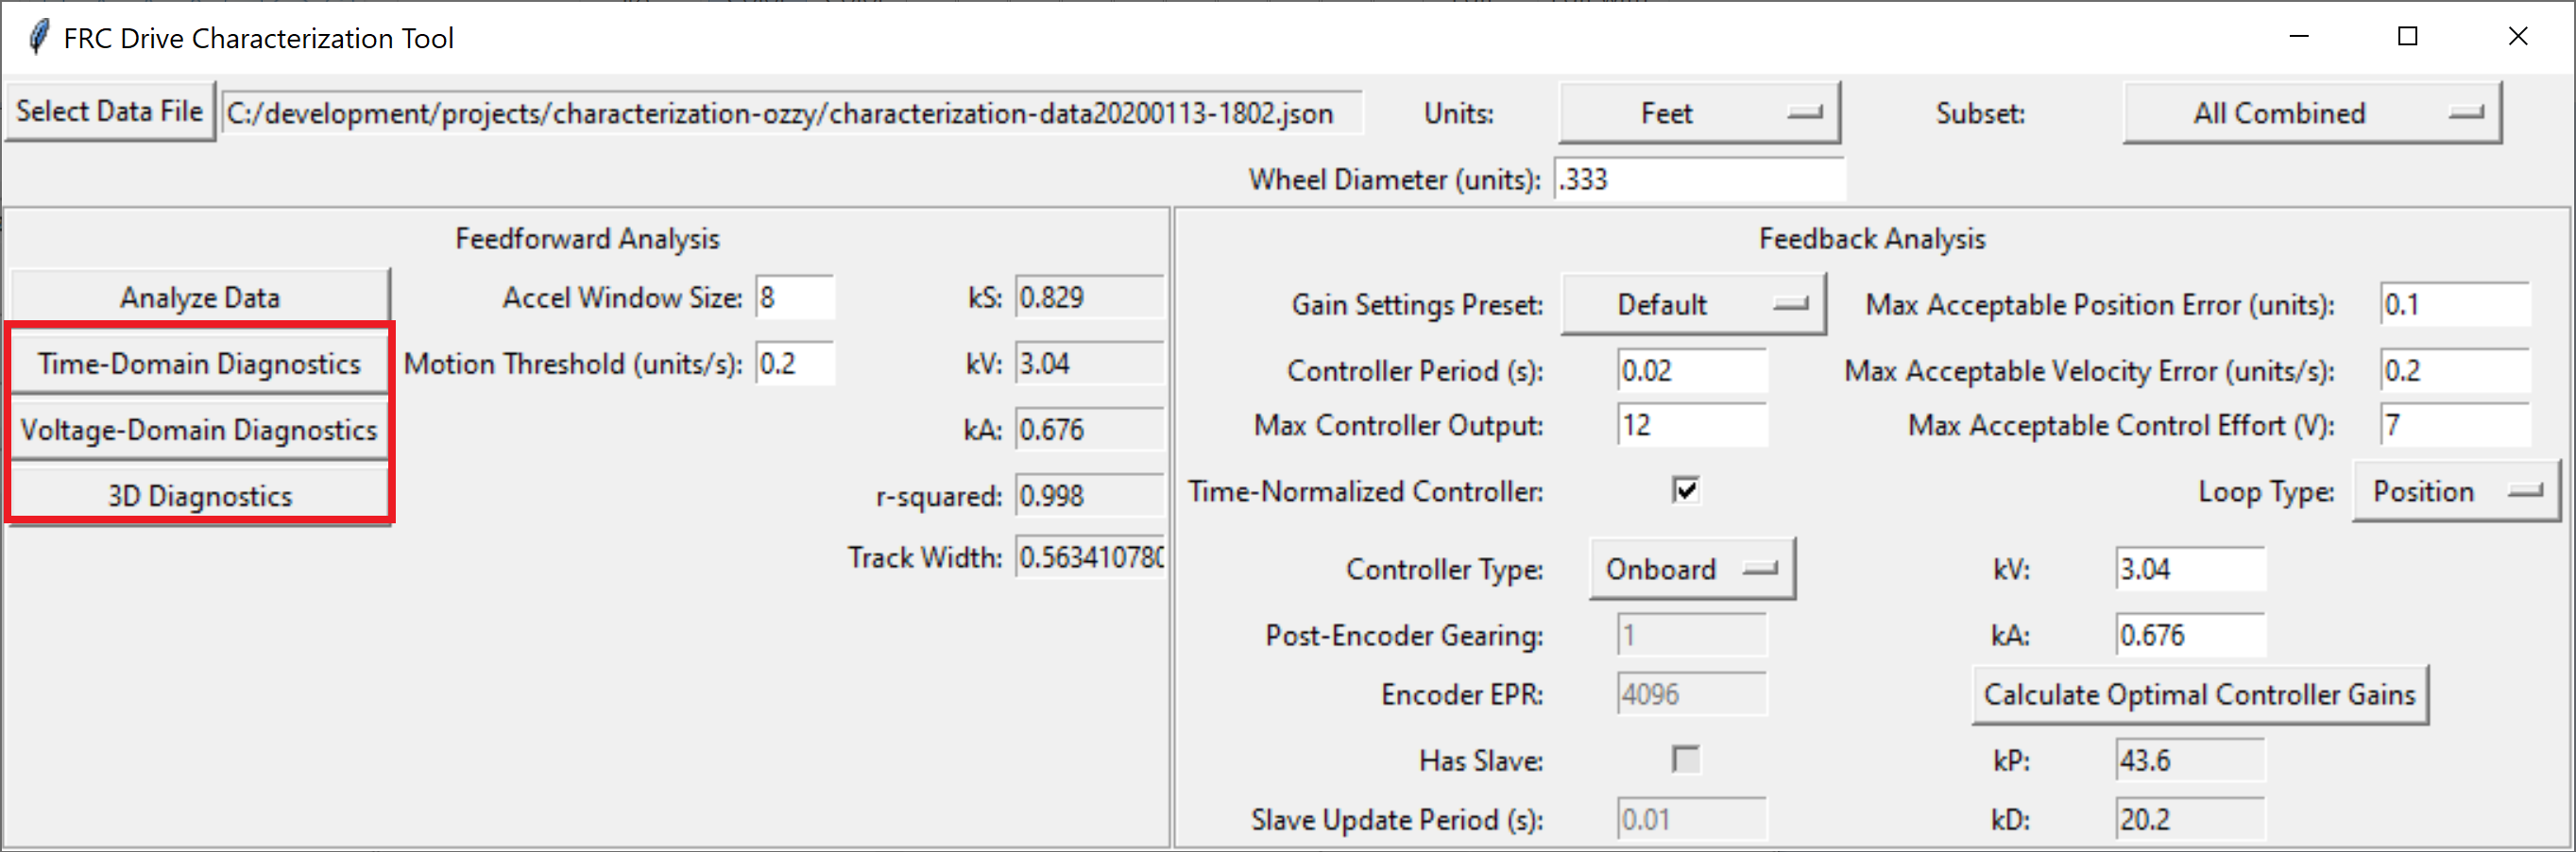 FRC Drive Characterization Tool
Select Data File C:/development/projects/characterization-ozzy/characterization-data20200113-1802.json Units: Feet Subset: All Combined
Wheel Diameter (units): .333
Feedforward Analysis
Analyze Data Accel Window Size: 8 kS: 0.829
Time-Domain Diagnostics Motion Threshold (units/s): 0.2 kV: 3.04
Voltage-Domain Diagnostics kA: 0.676
3D Diagnostics r-squared: 0.998
Track Width: 0.563410780
Feedback Analysis
Gain Settings Preset: Default Max Acceptable Position Error (units): 0.1
Controller Period (s): 0.02 Max Acceptable Velocity Error (units/s): 0.2
Max Controller Output: 12 Max Acceptable Control Effort (V): 7
Time-Normalized Controller: Loop Type: Position
Controller Type: Onboard kV: 3.04
Post-Encoder Gearing: 1 kA: 0.676
Encoder EPR: 4096 Calculate Optimal Controller Gains
Has Slave: kP: 43.6
Slave Update Period (s): 0.01 kD: 20.2